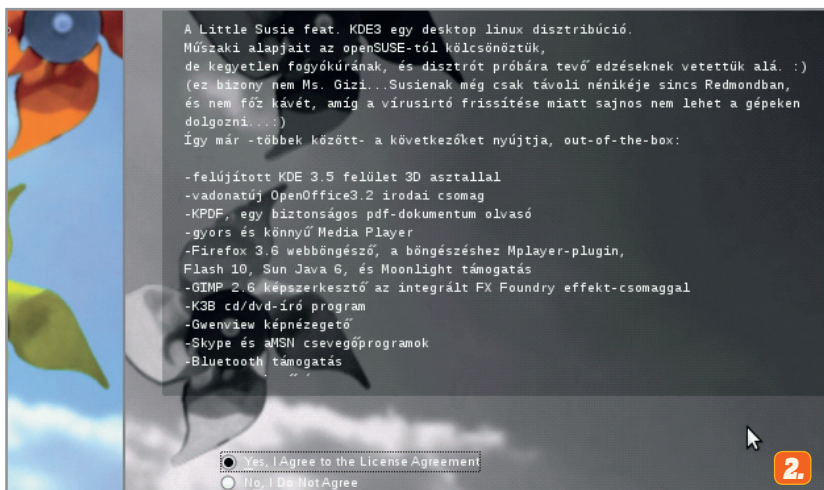 A Little Susie feat. KDE3 egy desktop linux disztribúció.
Műszaki alapjait az openSUSE-tól kölcsönöztük,
de kegyetlen fogyókúrának, és disztrót próbára tevő edzéseknek vetettük alá. :)
(ez bizony nem Ms. Gizi...Susienak még csak távoli nénikéje sincs Redmondban,
és nem főz kávét, amíg a vírusirtó frissítése miatt sajnos nem lehet a gépeken
dolgozni...:)
Így már -többek között- a következőket nyújtja, out-of-the-box:
-felújított KDE 3.5 felület 3D asztallal
-vadonatúj OpenOffice3.2 irodai csomag
-KPDF, egy biztonságos pdf-dokumentum olvasó
-gyors és könnyű Media Player
-Firefox 3.6 webböngésző, a böngészéshez Mplayer-plugin,
Flash 10, Sun Java 6, és Moonlight támogatás
-GIMP 2.6 képszerkesztő az integrált FX Foundry effekt-csomaggal
-K3B cd/dvd-író program
-Gwenview képnézegető
-Skype és aMSN csevegőprogramok
-Bluetooth támogatás
Yes, I Agree to the License Agreement
No, I Do Not Agree
2.